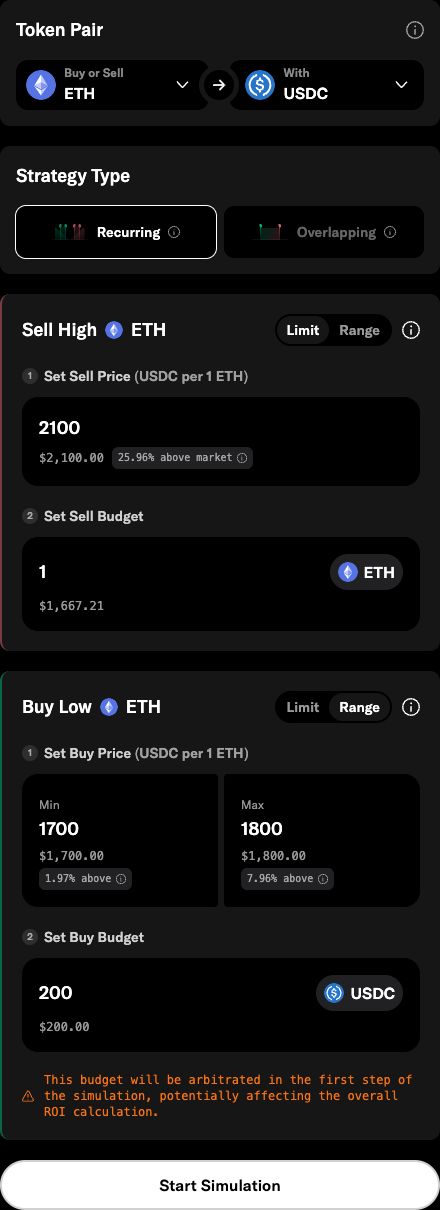 Token Pair
Buy or Sell
ETH
With
USDC
Strategy Type
Recurring
Overlapping
Sell High ETH
Limit
Range
1 Set Sell Price (USDC per 1 ETH)
2100
$2,100.00 25.96% above market
2 Set Sell Budget
1
ETH
$1,667.21
Buy Low ETH
Limit
Range
1 Set Buy Price (USDC per 1 ETH)
Min
1700
$1,700.00
1.97% above
Max
1800
$1,800.00
7.96% above
2 Set Buy Budget
200
USDC
$200.00
This budget will be arbitrated in the first step of
the simulation, potentially affecting the overall
ROI calculation.
Start Simulation